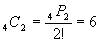 ₄C₂ = ₄P₂/2! = 6